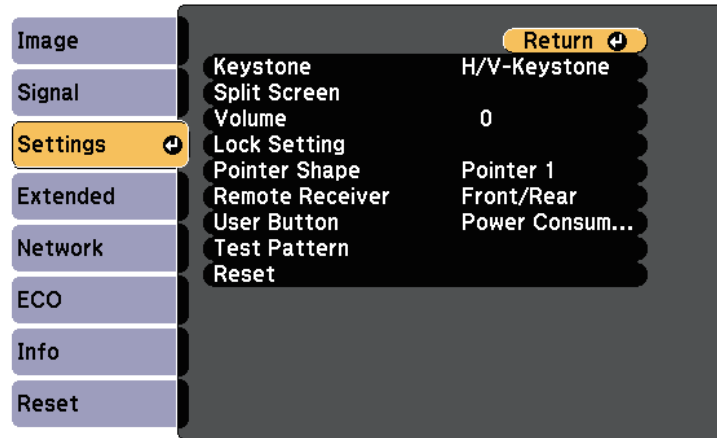 Image
Signal
Settings
Extended
Network
ECO
Info
Reset
Return
Keystone H/V-Keystone
Split Screen
Volume 0
Lock Setting
Pointer Shape Pointer 1
Remote Receiver Front/Rear
User Button Power Consum...
Test Pattern
Reset